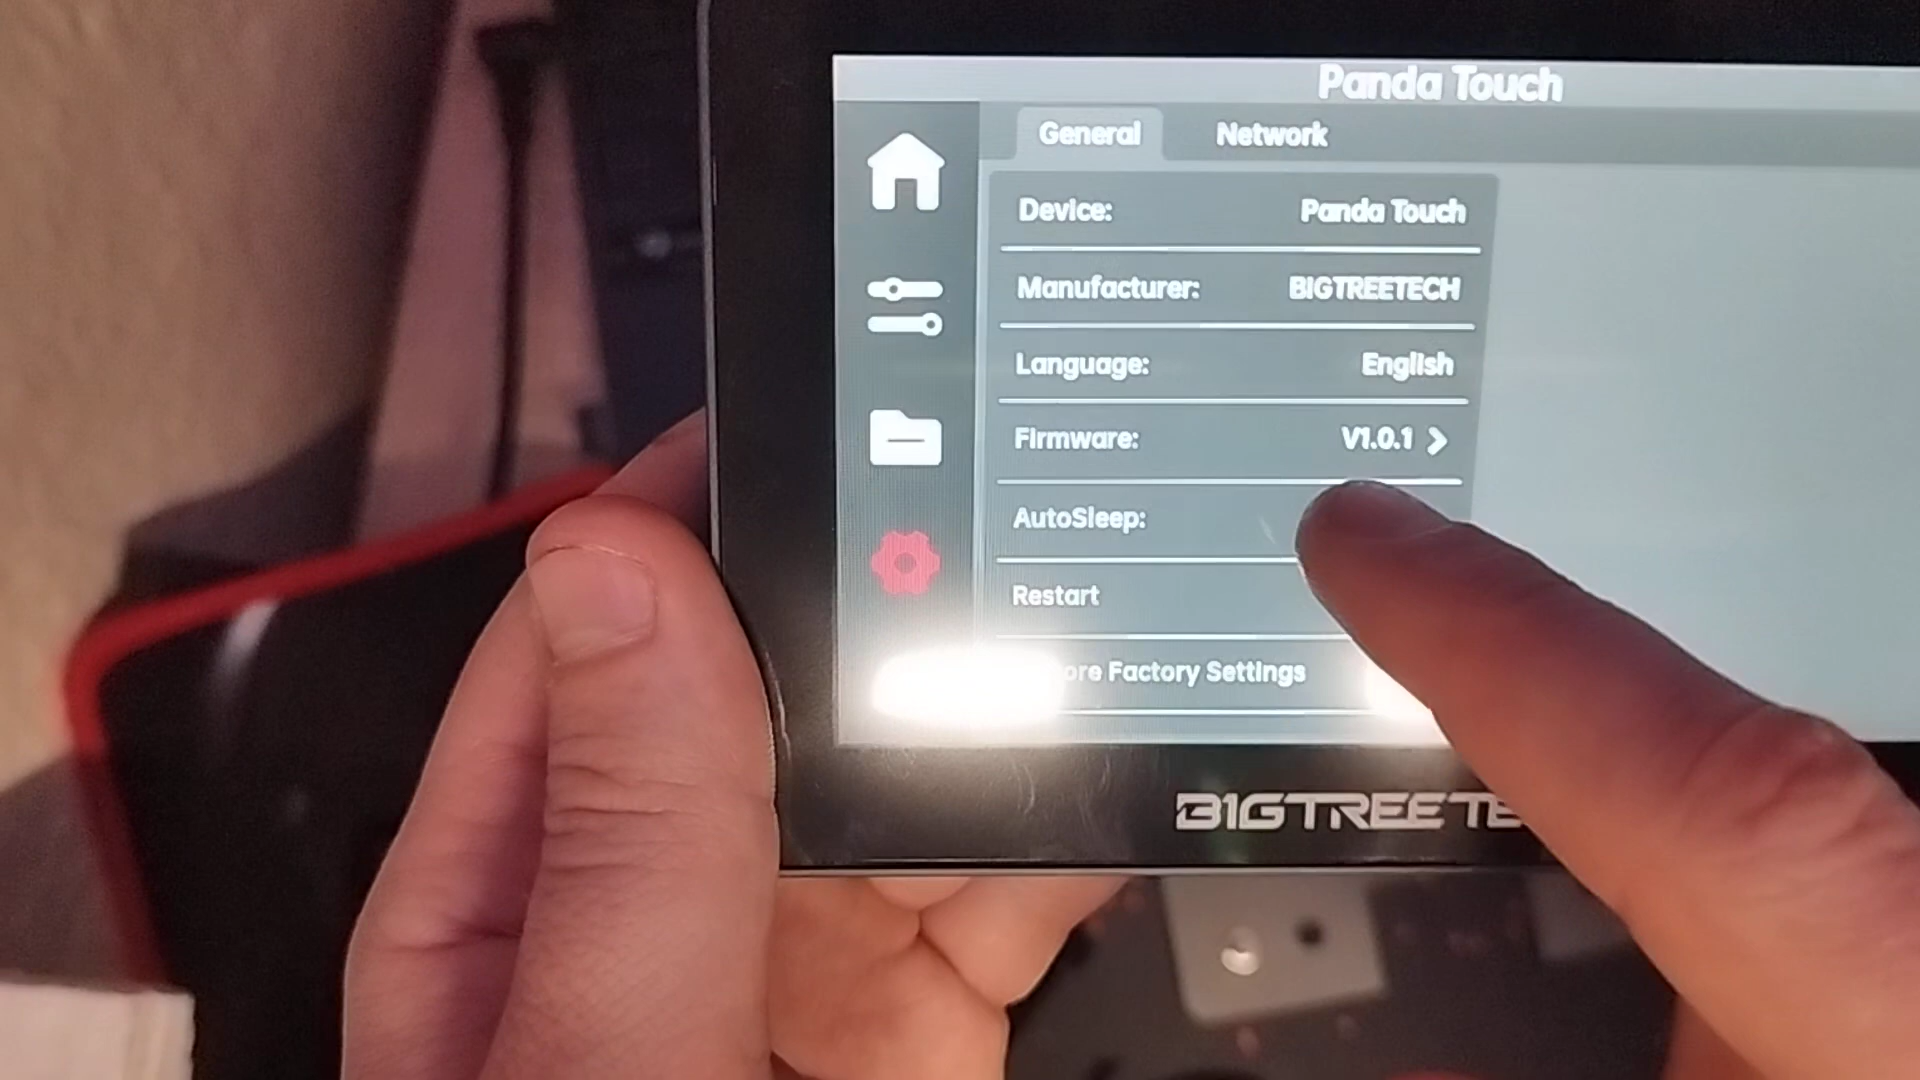 Panda Touch
General Network
Device: Panda Touch
Manufacturer: BIGTREETECH
Language: English
Firmware: V1.0.1
AutoSleep:
Restart
ore Factory Settings
BIGTREETE